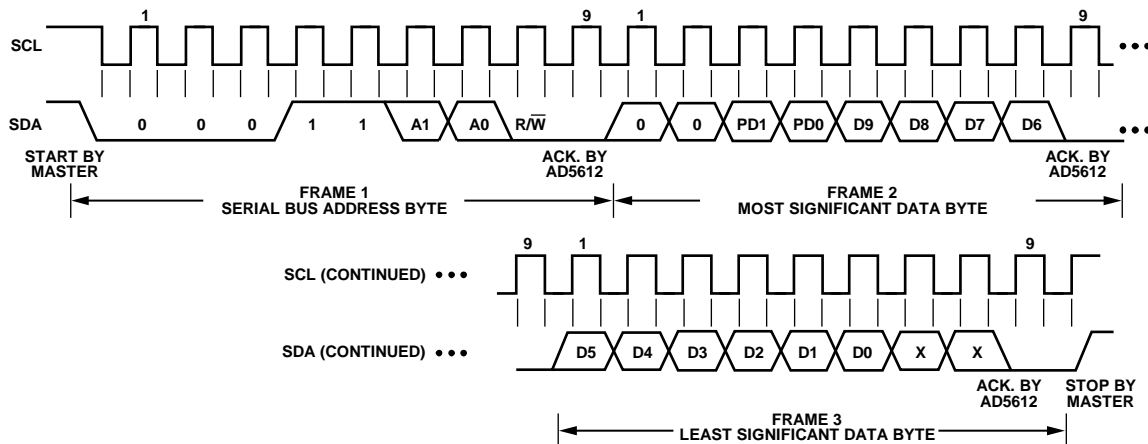 1 9 1 9
SCL •••
SDA 0 0 0 1 1 A1 A0 R/W̅ 0 0 PD1 PD0 D9 D8 D7 D6 •••
START BY
MASTER
ACK. BY
AD5612
ACK. BY
AD5612
FRAME 1
SERIAL BUS ADDRESS BYTE
FRAME 2
MOST SIGNIFICANT DATA BYTE
9 1 9
SCL (CONTINUED) •••
SDA (CONTINUED) ••• D5 D4 D3 D2 D1 D0 X X
ACK. BY
AD5612
STOP BY
MASTER
FRAME 3
LEAST SIGNIFICANT DATA BYTE